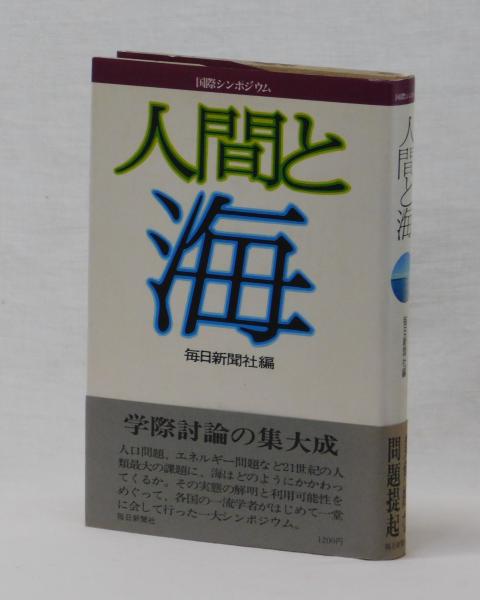 国際シンポジウム
人間と
海
毎日新聞社編
学際討論の集大成
人口問題、エネルギー問題など21世紀の人
類最大の課題に、海はどのようにかかわっ
てくるか。その実態の解明と利用可能性を
めぐって、各国の一流学者がはじめて一堂
に会して行った一大シンポジウム。
毎日新聞社
1200円
人間と海
毎日新聞社編
問題提起